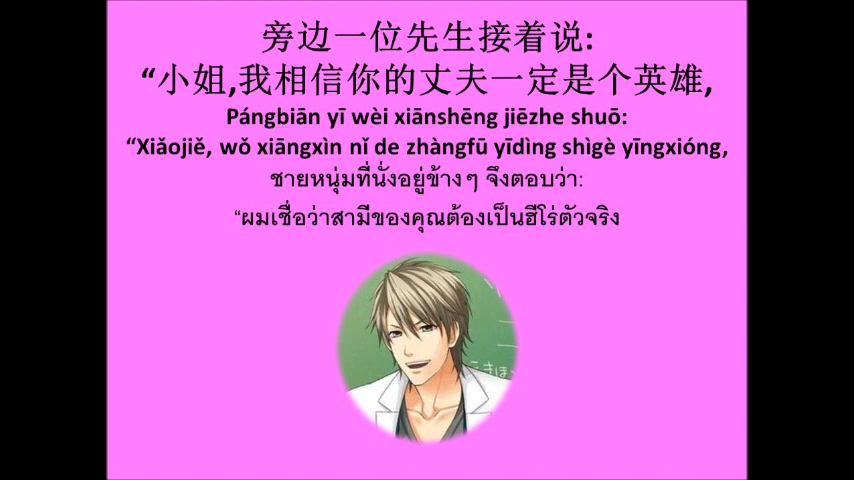 旁边一位先生接着说:
“小姐,我相信你的丈夫一定是个英雄,
Pángbiān yī wèi xiānshēng jiēzhe shuō:
“Xiǎojiě, wǒ xiāngxìn nǐ de zhàngfū yīdìng shìgè yīngxióng,
ชายหนุ่มที่นั่งอยู่ข้างๆ จึงตอบว่า:
“ผมเชื่อว่าสามีของคุณต้องเป็นฮีโร่ตัวจริง